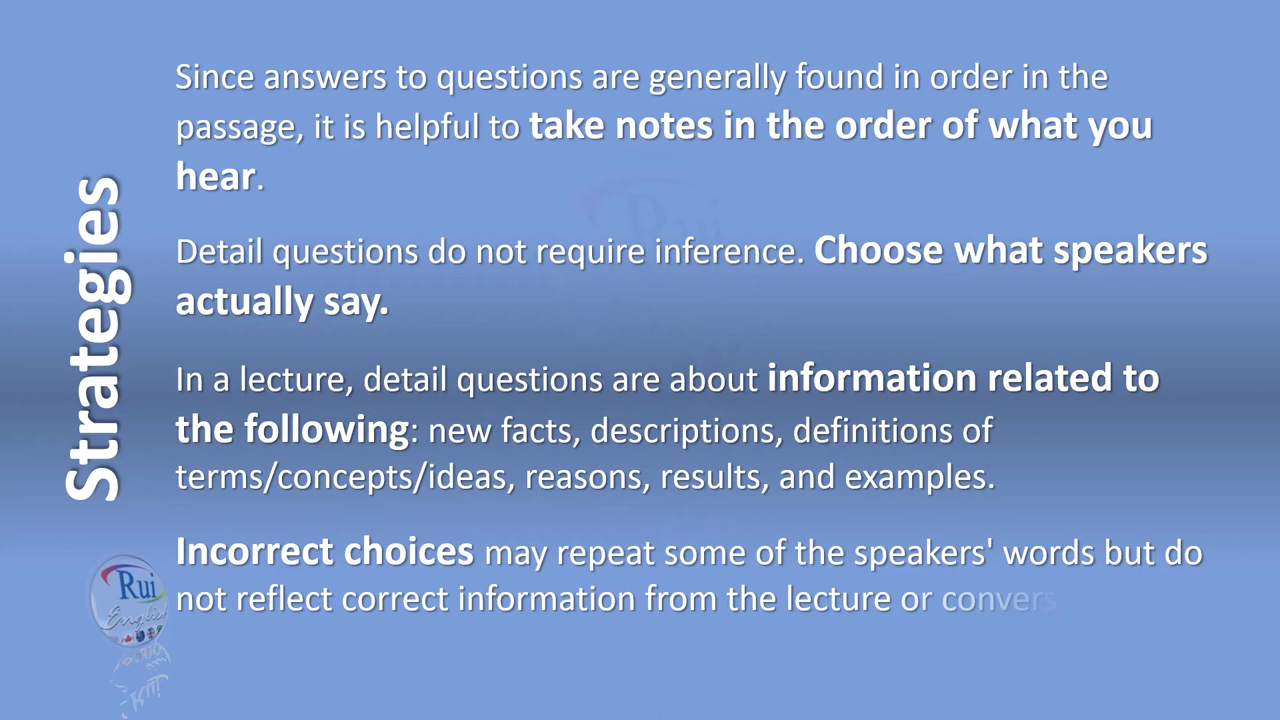 Strategies
Since answers to questions are generally found in order in the
passage, it is helpful to take notes in the order of what you
hear.
Detail questions do not require inference. Choose what speakers
actually say.
In a lecture, detail questions are about information related to
the following: new facts, descriptions, definitions of
terms/concepts/ideas, reasons, results, and examples.
Incorrect choices may repeat some of the speakers' words but do
not reflect correct information from the lecture or convers
Rui
English